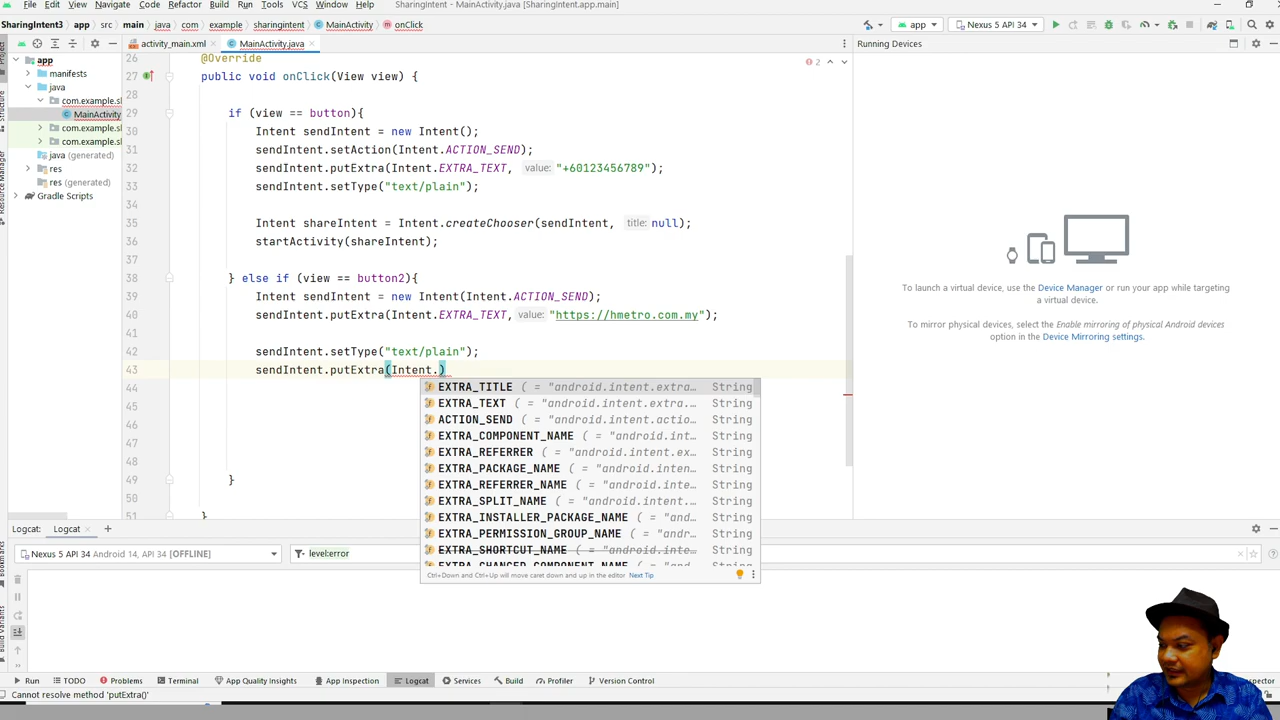 File Edit View Navigate Code Refactor Build Run Tools VCS Window Help SharingIntent - MainActivity.java [SharingIntent.app.main]
SharingIntent3 app src main java com example sharingintent MainActivity onClick
app Nexus 5 API 34
Project
activity_main.xml MainActivity.java
Running Devices
app
manifests
java
com.example.sl
MainActivity
com.example.sl
com.example.sl
java (generated)
res
res (generated)
Gradle Scripts
Structure
Resource Manager
2
26 @Override
27 public void onClick(View view) {
28
29 if (view == button){
30 Intent sendIntent = new Intent();
31 sendIntent.setAction(Intent.ACTION_SEND);
32 sendIntent.putExtra(Intent.EXTRA_TEXT, value: "+60123456789");
33 sendIntent.setType("text/plain");
34
35 Intent shareIntent = Intent.createChooser(sendIntent, title: null);
36 startActivity(shareIntent);
37
38 } else if (view == button2){
39 Intent sendIntent = new Intent(Intent.ACTION_SEND);
40 sendIntent.putExtra(Intent.EXTRA_TEXT, value: "https://hmetro.com.my");
41
42 sendIntent.setType("text/plain");
43 sendIntent.putExtra(Intent.)
44
45
46
47
48
49 }
50
51 }
EXTRA_TITLE ( = "android.intent.extra… String
EXTRA_TEXT ( = "android.intent.extra.… String
ACTION_SEND ( = "android.intent.actio… String
EXTRA_COMPONENT_NAME ( = "android.int… String
EXTRA_REFERRER ( = "android.intent.ex… String
EXTRA_PACKAGE_NAME ( = "android.inten… String
EXTRA_REFERRER_NAME ( = "android.inte… String
EXTRA_SPLIT_NAME ( = "android.intent.… String
EXTRA_INSTALLER_PACKAGE_NAME ( = "and… String
EXTRA_PERMISSION_GROUP_NAME ( = "andr… String
EXTRA_SHORTCUT_NAME ( = "android.inte… String
EXTRA_CHANGED_COMPONENT_NAME ( = "and… String
Ctrl+Down and Ctrl+Up will move caret down and up in the editor Next Tip
To launch a virtual device, use the Device Manager or run your app while targeting
a virtual device.
To mirror physical devices, select the Enable mirroring of physical Android devices
option in the Device Mirroring settings.
Logcat: Logcat
Nexus 5 API 34 Android 14, API 34 [OFFLINE] level:error
Bookmarks
Build Variants
Run TODO Problems Terminal App Quality Insights App Inspection Logcat Services Build Profiler Version Control
Cannot resolve method 'putExtra()'